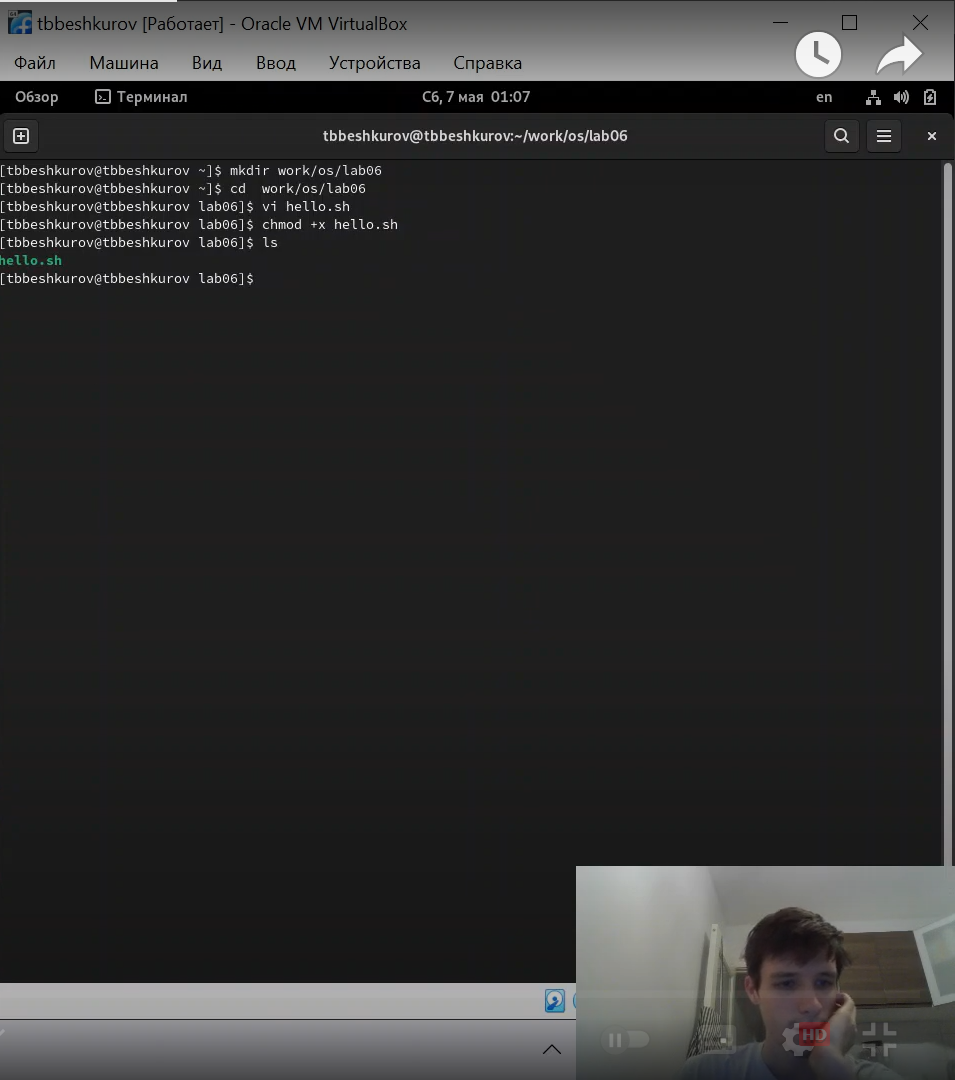 tbbeshkurov [Работает] - Oracle VM VirtualBox
Файл Машина Вид Ввод Устройства Справка
Обзор Терминал Сб, 7 мая 01:07 en
tbbeshkurov@tbbeshkurov:~/work/os/lab06
[tbbeshkurov@tbbeshkurov ~]$ mkdir work/os/lab06
[tbbeshkurov@tbbeshkurov ~]$ cd  work/os/lab06
[tbbeshkurov@tbbeshkurov lab06]$ vi hello.sh
[tbbeshkurov@tbbeshkurov lab06]$ chmod +x hello.sh
[tbbeshkurov@tbbeshkurov lab06]$ ls
hello.sh
[tbbeshkurov@tbbeshkurov lab06]$
HD